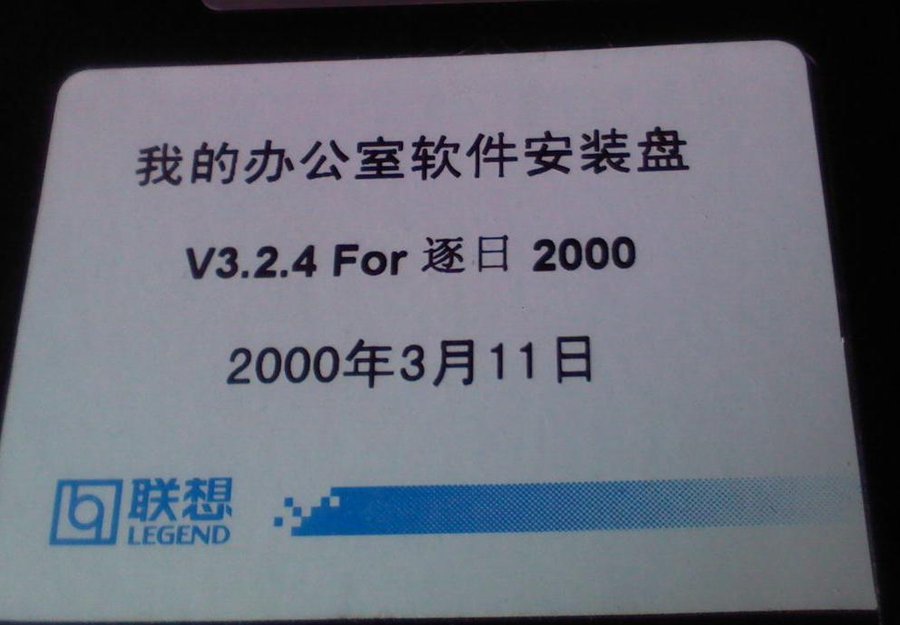 我的办公室软件安装盘
V3.2.4 For 逐日 2000
2000年3月11日
联想
LEGEND